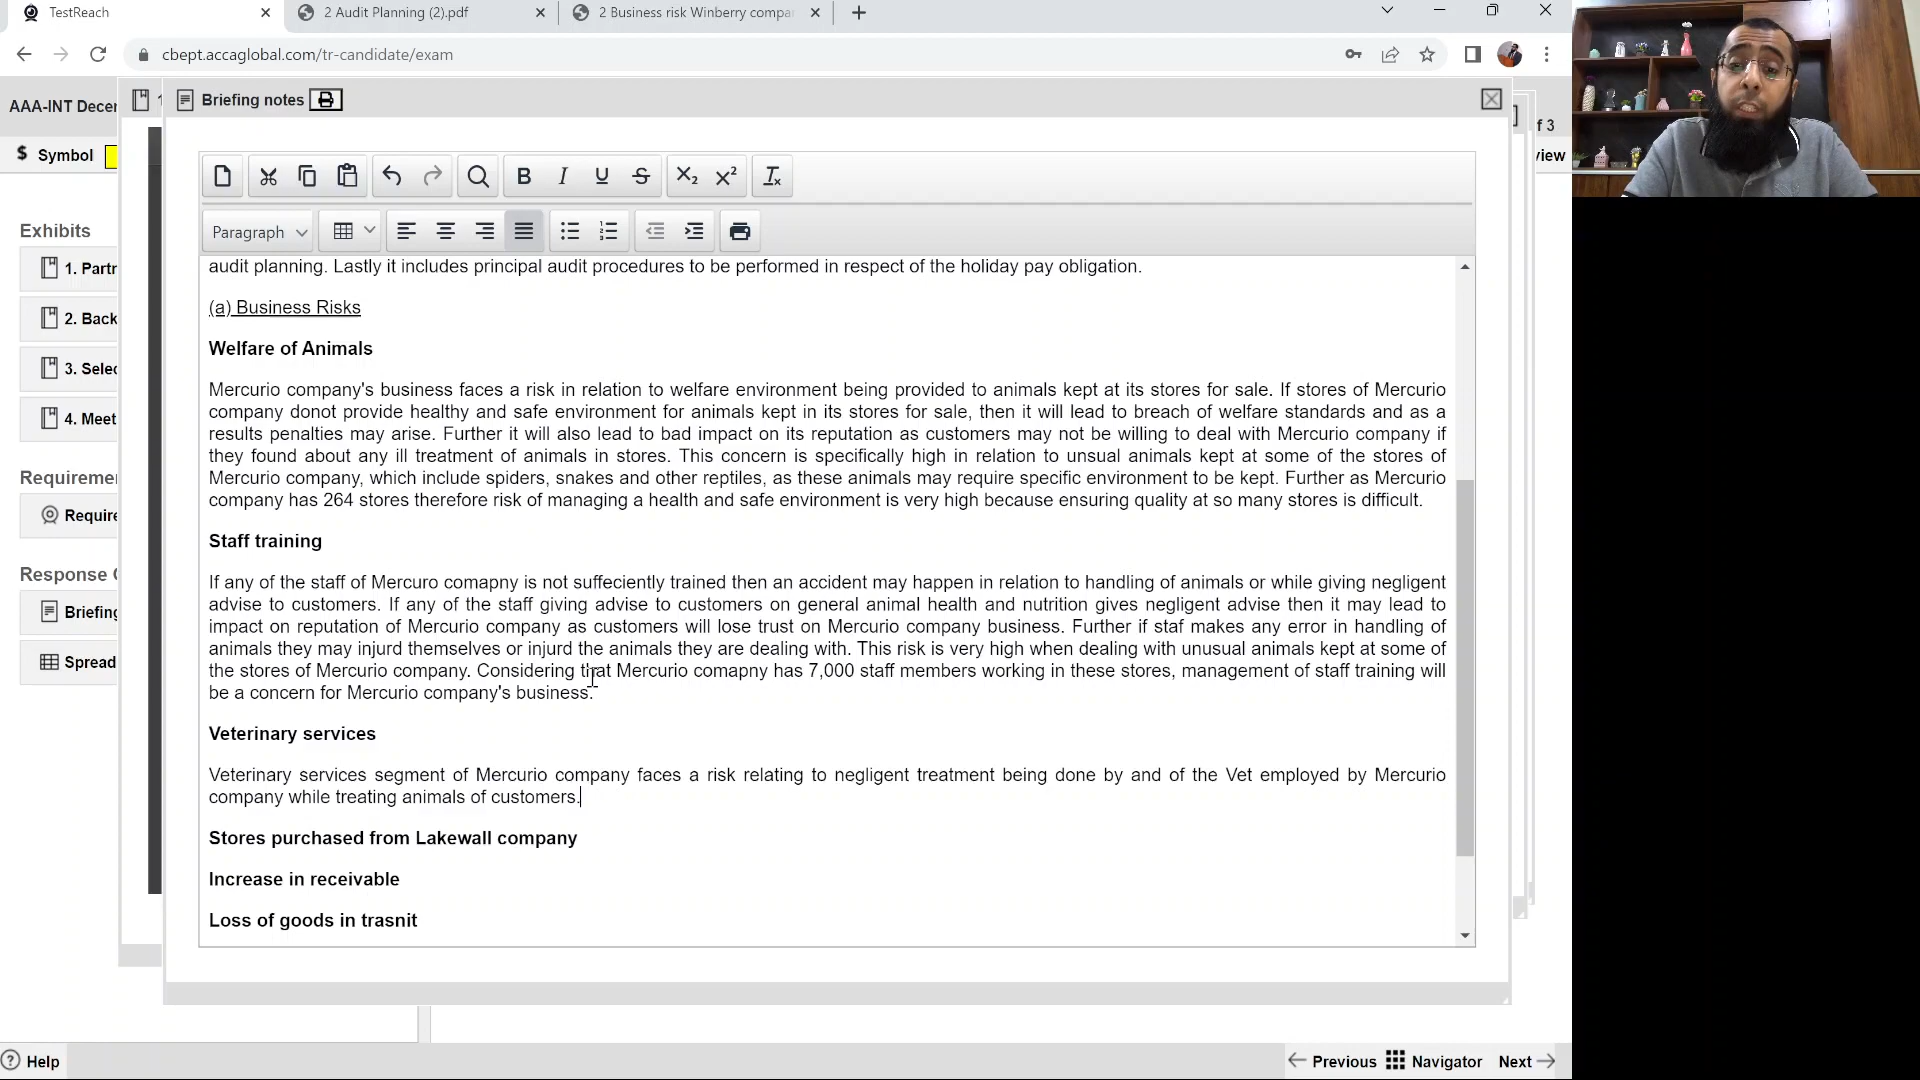 TestReach
2 Audit Planning (2).pdf
2 Business risk Winberry compa
cbept.accaglobal.com/tr-candidate/exam
AAA-INT Decem
Briefing notes
f 3
$ Symbol
view
Paragraph
Exhibits
1. Partn
2. Back
3. Selec
4. Meet
Requiremen
Require
Response O
Briefing
Spread
audit planning. Lastly it includes principal audit procedures to be performed in respect of the holiday pay obligation.
(a) Business Risks
Welfare of Animals
Mercurio company's business faces a risk in relation to welfare environment being provided to animals kept at its stores for sale. If stores of Mercurio
company donot provide healthy and safe environment for animals kept in its stores for sale, then it will lead to breach of welfare standards and as a
results penalties may arise. Further it will also lead to bad impact on its reputation as customers may not be willing to deal with Mercurio company if
they found about any ill treatment of animals in stores. This concern is specifically high in relation to unsual animals kept at some of the stores of
Mercurio company, which include spiders, snakes and other reptiles, as these animals may require specific environment to be kept. Further as Mercurio
company has 264 stores therefore risk of managing a health and safe environment is very high because ensuring quality at so many stores is difficult.
Staff training
If any of the staff of Mercuro comapny is not suffeciently trained then an accident may happen in relation to handling of animals or while giving negligent
advise to customers. If any of the staff giving advise to customers on general animal health and nutrition gives negligent advise then it may lead to
impact on reputation of Mercurio company as customers will lose trust on Mercurio company business. Further if staf makes any error in handling of
animals they may injurd themselves or injurd the animals they are dealing with. This risk is very high when dealing with unusual animals kept at some of
the stores of Mercurio company. Considering that Mercurio comapny has 7,000 staff members working in these stores, management of staff training will
be a concern for Mercurio company's business.
Veterinary services
Veterinary services segment of Mercurio company faces a risk relating to negligent treatment being done by and of the Vet employed by Mercurio
company while treating animals of customers.
Stores purchased from Lakewall company
Increase in receivable
Loss of goods in trasnit
Help
Previous
Navigator
Next